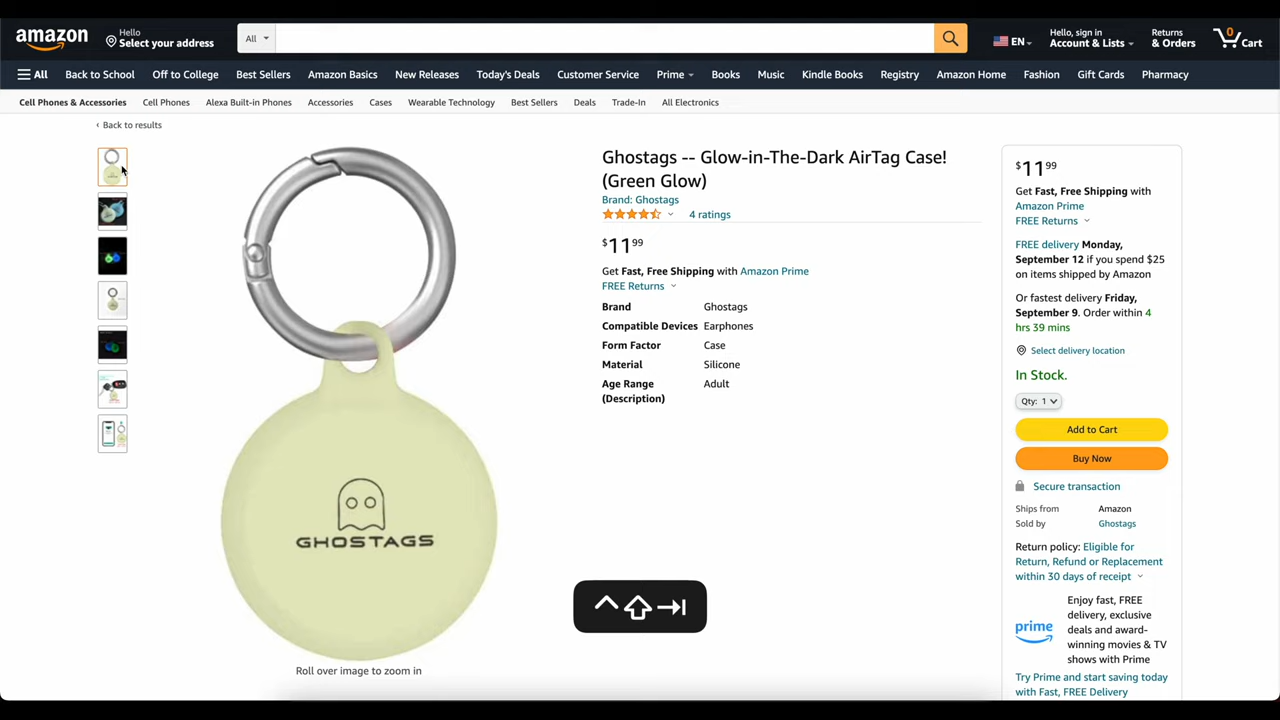 amazon
Hello
Select your address
All
EN
Hello, sign in
Account & Lists
Returns
& Orders
0
Cart
All
Back to School
Off to College
Best Sellers
Amazon Basics
New Releases
Today's Deals
Customer Service
Prime
Books
Music
Kindle Books
Registry
Amazon Home
Fashion
Gift Cards
Pharmacy
Cell Phones & Accessories
Cell Phones
Alexa Built-in Phones
Accessories
Cases
Wearable Technology
Best Sellers
Deals
Trade-In
All Electronics
‹ Back to results
GHOSTAGS
Roll over image to zoom in
Ghostags -- Glow-in-The-Dark AirTag Case!
(Green Glow)
Brand: Ghostags
4 ratings
$11 99
Get Fast, Free Shipping with Amazon Prime
FREE Returns
Brand Ghostags
Compatible Devices Earphones
Form Factor Case
Material Silicone
Age Range Adult
(Description)
$11 99
Get Fast, Free Shipping with
Amazon Prime
FREE Returns
FREE delivery Monday,
September 12 if you spend $25
on items shipped by Amazon
Or fastest delivery Friday,
September 9. Order within 4
hrs 39 mins
Select delivery location
In Stock.
Qty: 1
Add to Cart
Buy Now
Secure transaction
Ships from Amazon
Sold by Ghostags
Return policy: Eligible for
Return, Refund or Replacement
within 30 days of receipt
prime
Enjoy fast, FREE
delivery, exclusive
deals and award-
winning movies & TV
shows with Prime
Try Prime and start saving today
with Fast, FREE Delivery